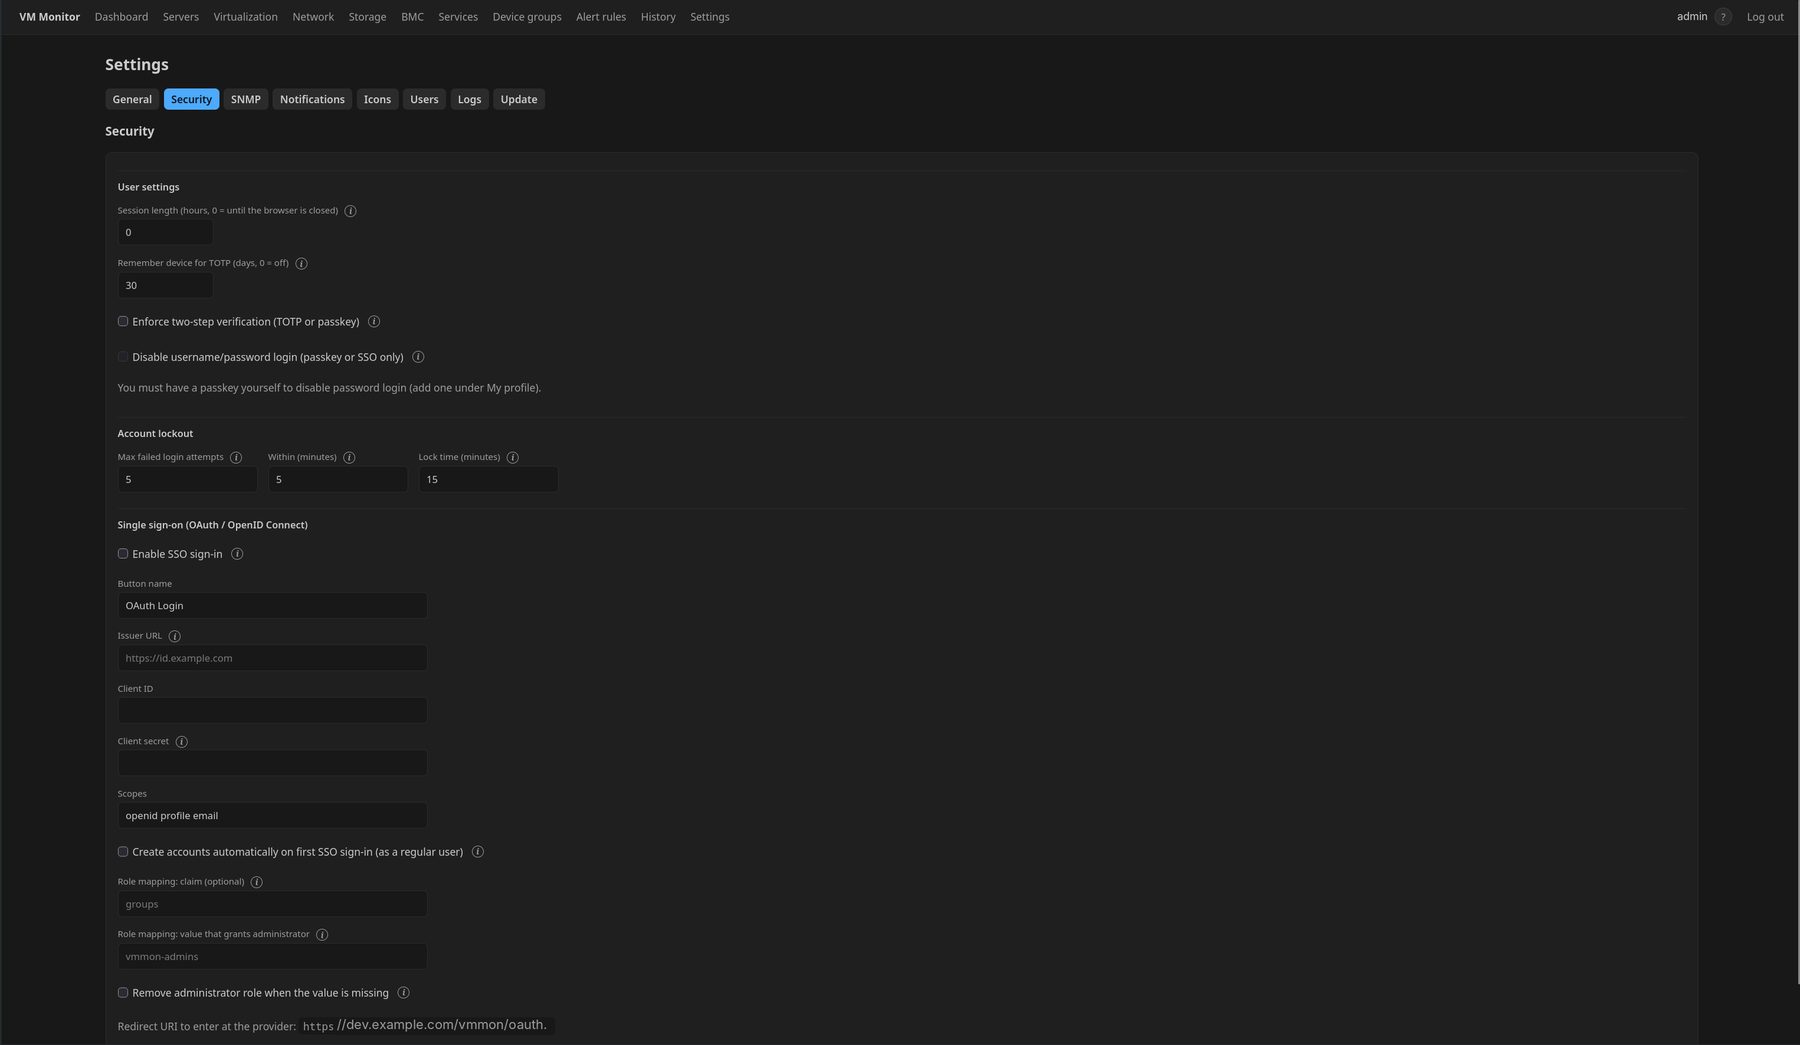 VM Monitor Dashboard Servers Virtualization Network Storage BMC Services Device groups Alert rules History Settings admin ? Log out
Settings
General Security SNMP Notifications Icons Users Logs Update
Security
User settings
Session length (hours, 0 = until the browser is closed) i
0
Remember device for TOTP (days, 0 = off) i
30
Enforce two-step verification (TOTP or passkey) i
Disable username/password login (passkey or SSO only) i
You must have a passkey yourself to disable password login (add one under My profile).
Account lockout
Max failed login attempts i Within (minutes) i Lock time (minutes) i
5 5 15
Single sign-on (OAuth / OpenID Connect)
Enable SSO sign-in i
Button name
OAuth Login
Issuer URL i
https://id.example.com
Client ID
Client secret i
Scopes
openid profile email
Create accounts automatically on first SSO sign-in (as a regular user) i
Role mapping: claim (optional) i
groups
Role mapping: value that grants administrator i
vmmon-admins
Remove administrator role when the value is missing i
Redirect URI to enter at the provider: https //dev.example.com/vmmon/oauth.